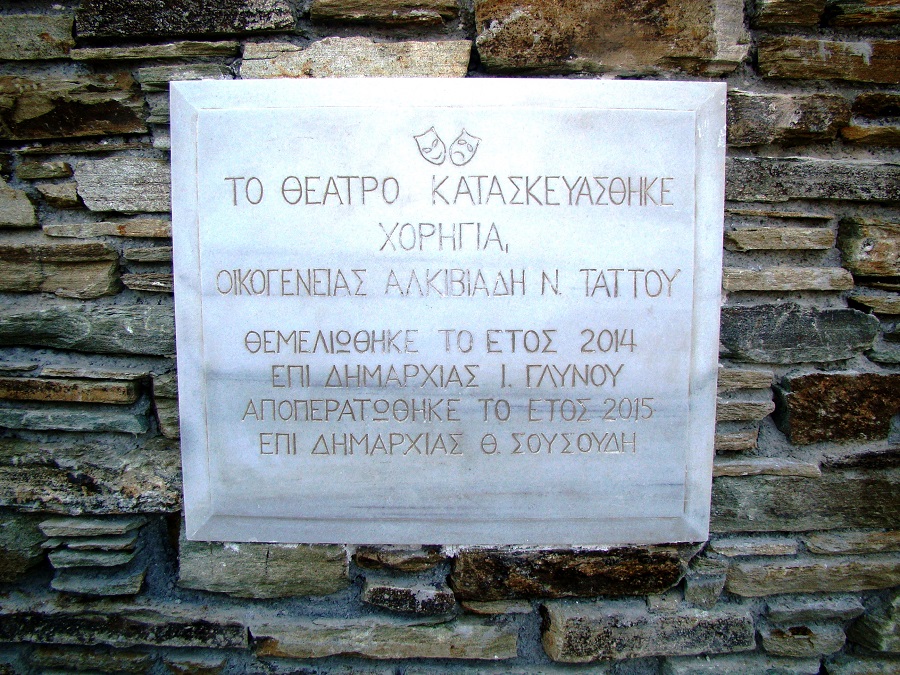 ΤΟ ΘΕΑΤΡΟ ΚΑΤΑΣΚΕΥΑΣΘΗΚΕ
ΧΟΡΗΓΙΑ,
ΟΙΚΟΓΕΝΕΙΑΣ ΑΛΚΙΒΙΑΔΗ Ν. ΤΑΤΤΟΥ
ΘΕΜΕΛΙΩΘΗΚΕ ΤΟ ΕΤΟΣ 2014
ΕΠΙ ΔΗΜΑΡΧΙΑΣ Ι. ΓΛΥΝΟΥ
ΑΠΟΠΕΡΑΤΩΘΗΚΕ ΤΟ ΕΤΟΣ 2015
ΕΠΙ ΔΗΜΑΡΧΙΑΣ Θ. ΣΟΥΣΟΥΔΗ